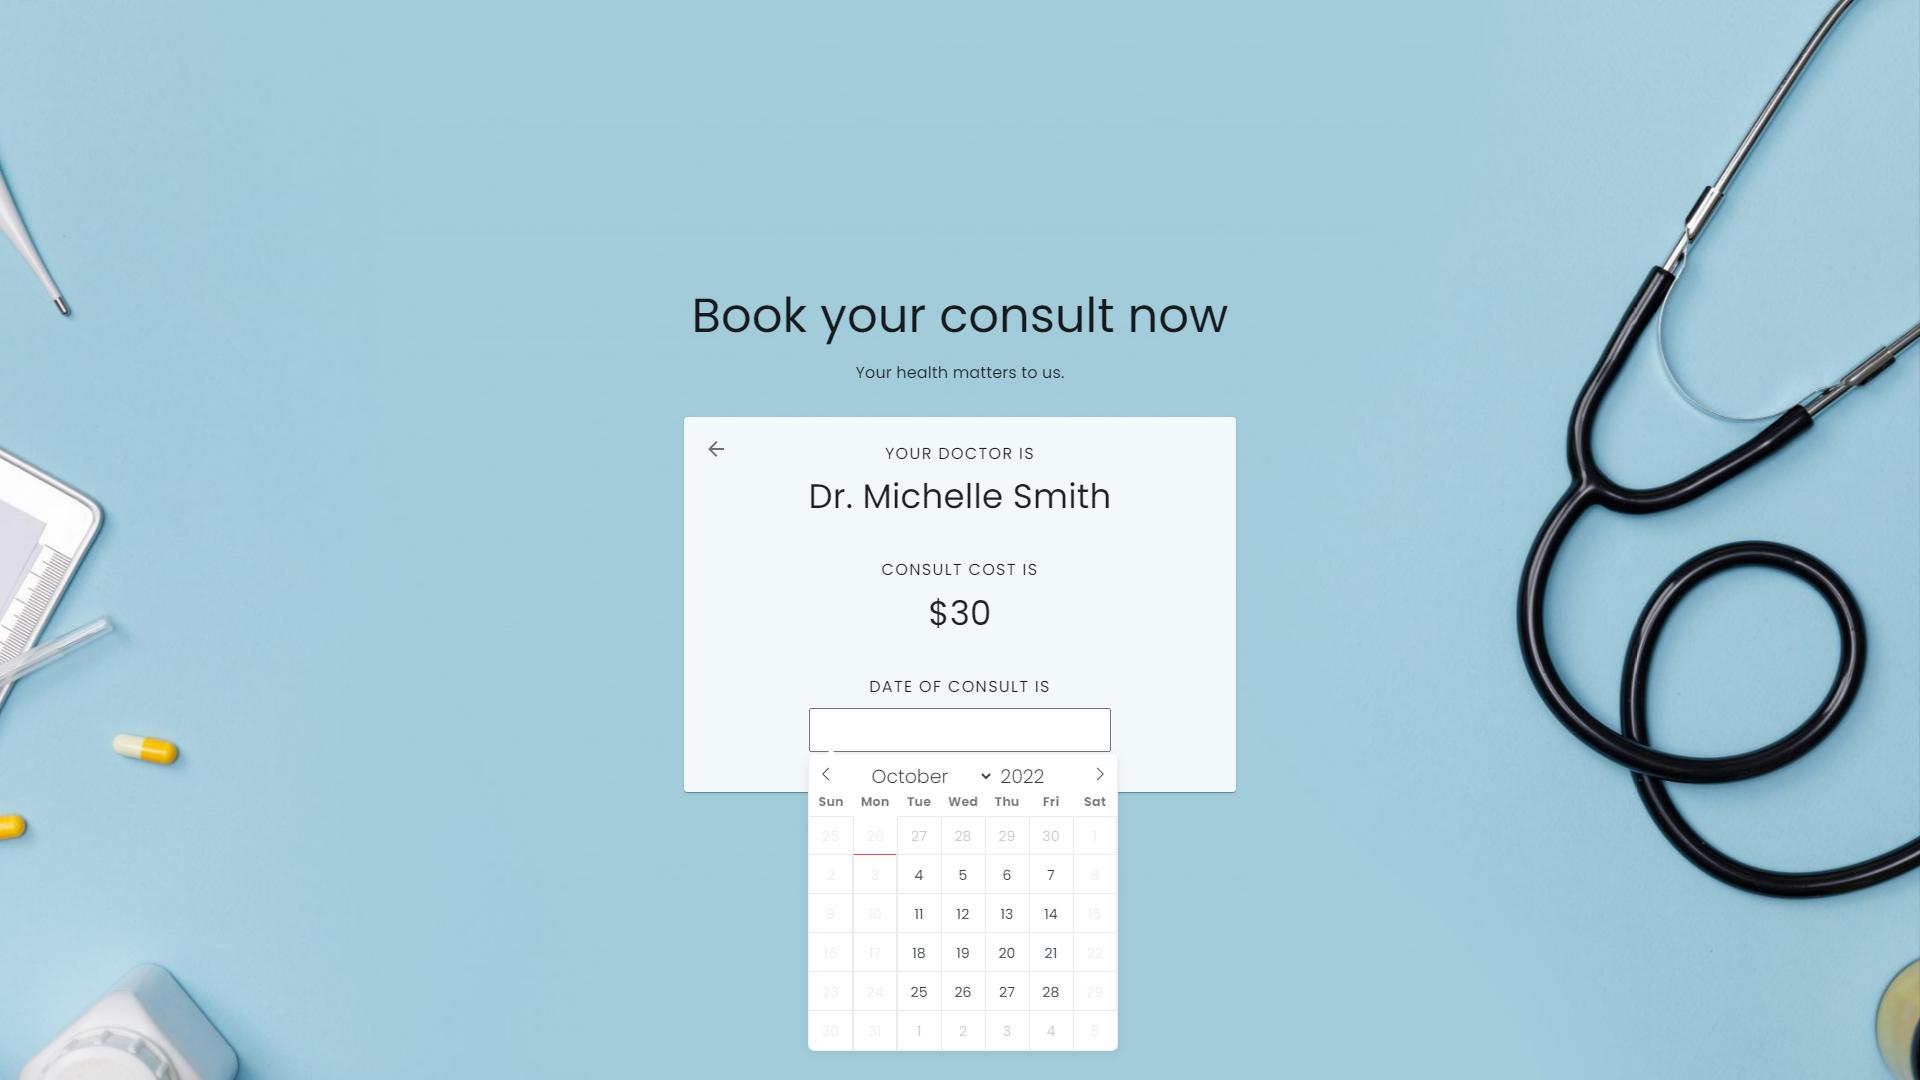 Book your consult now
Your health matters to us.
YOUR DOCTOR IS
Dr. Michelle Smith
CONSULT COST IS
$30
DATE OF CONSULT IS
October 2022
Sun Mon Tue Wed Thu Fri Sat
25 26 27 28 29 30 1
2 3 4 5 6 7 8
9 10 11 12 13 14 15
16 17 18 19 20 21 22
23 24 25 26 27 28 29
30 31 1 2 3 4 5